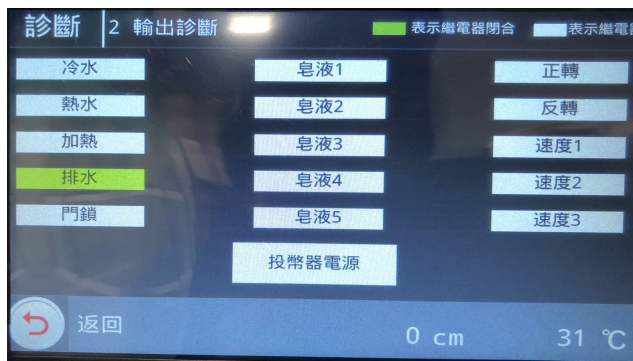 診斷 2 輸出診斷 表示繼電器閉合 表示繼電
冷水 皂液1 正轉
熱水 皂液2 反轉
加熱 皂液3 速度1
排水 皂液4 速度2
門鎖 皂液5 速度3
投幣器電源
返回 0 cm 31 ℃